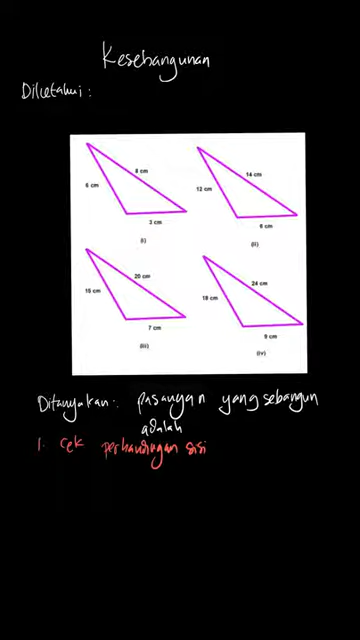 Kesebangunan
Diketahui :
8 cm
6 cm
3 cm
(i)
14 cm
12 cm
6 cm
(ii)
20 cm
15 cm
7 cm
(iii)
24 cm
18 cm
9 cm
(iv)
Ditanyakan : pasangan yang sebangun
adalah
1. Cek perbandingan sisi